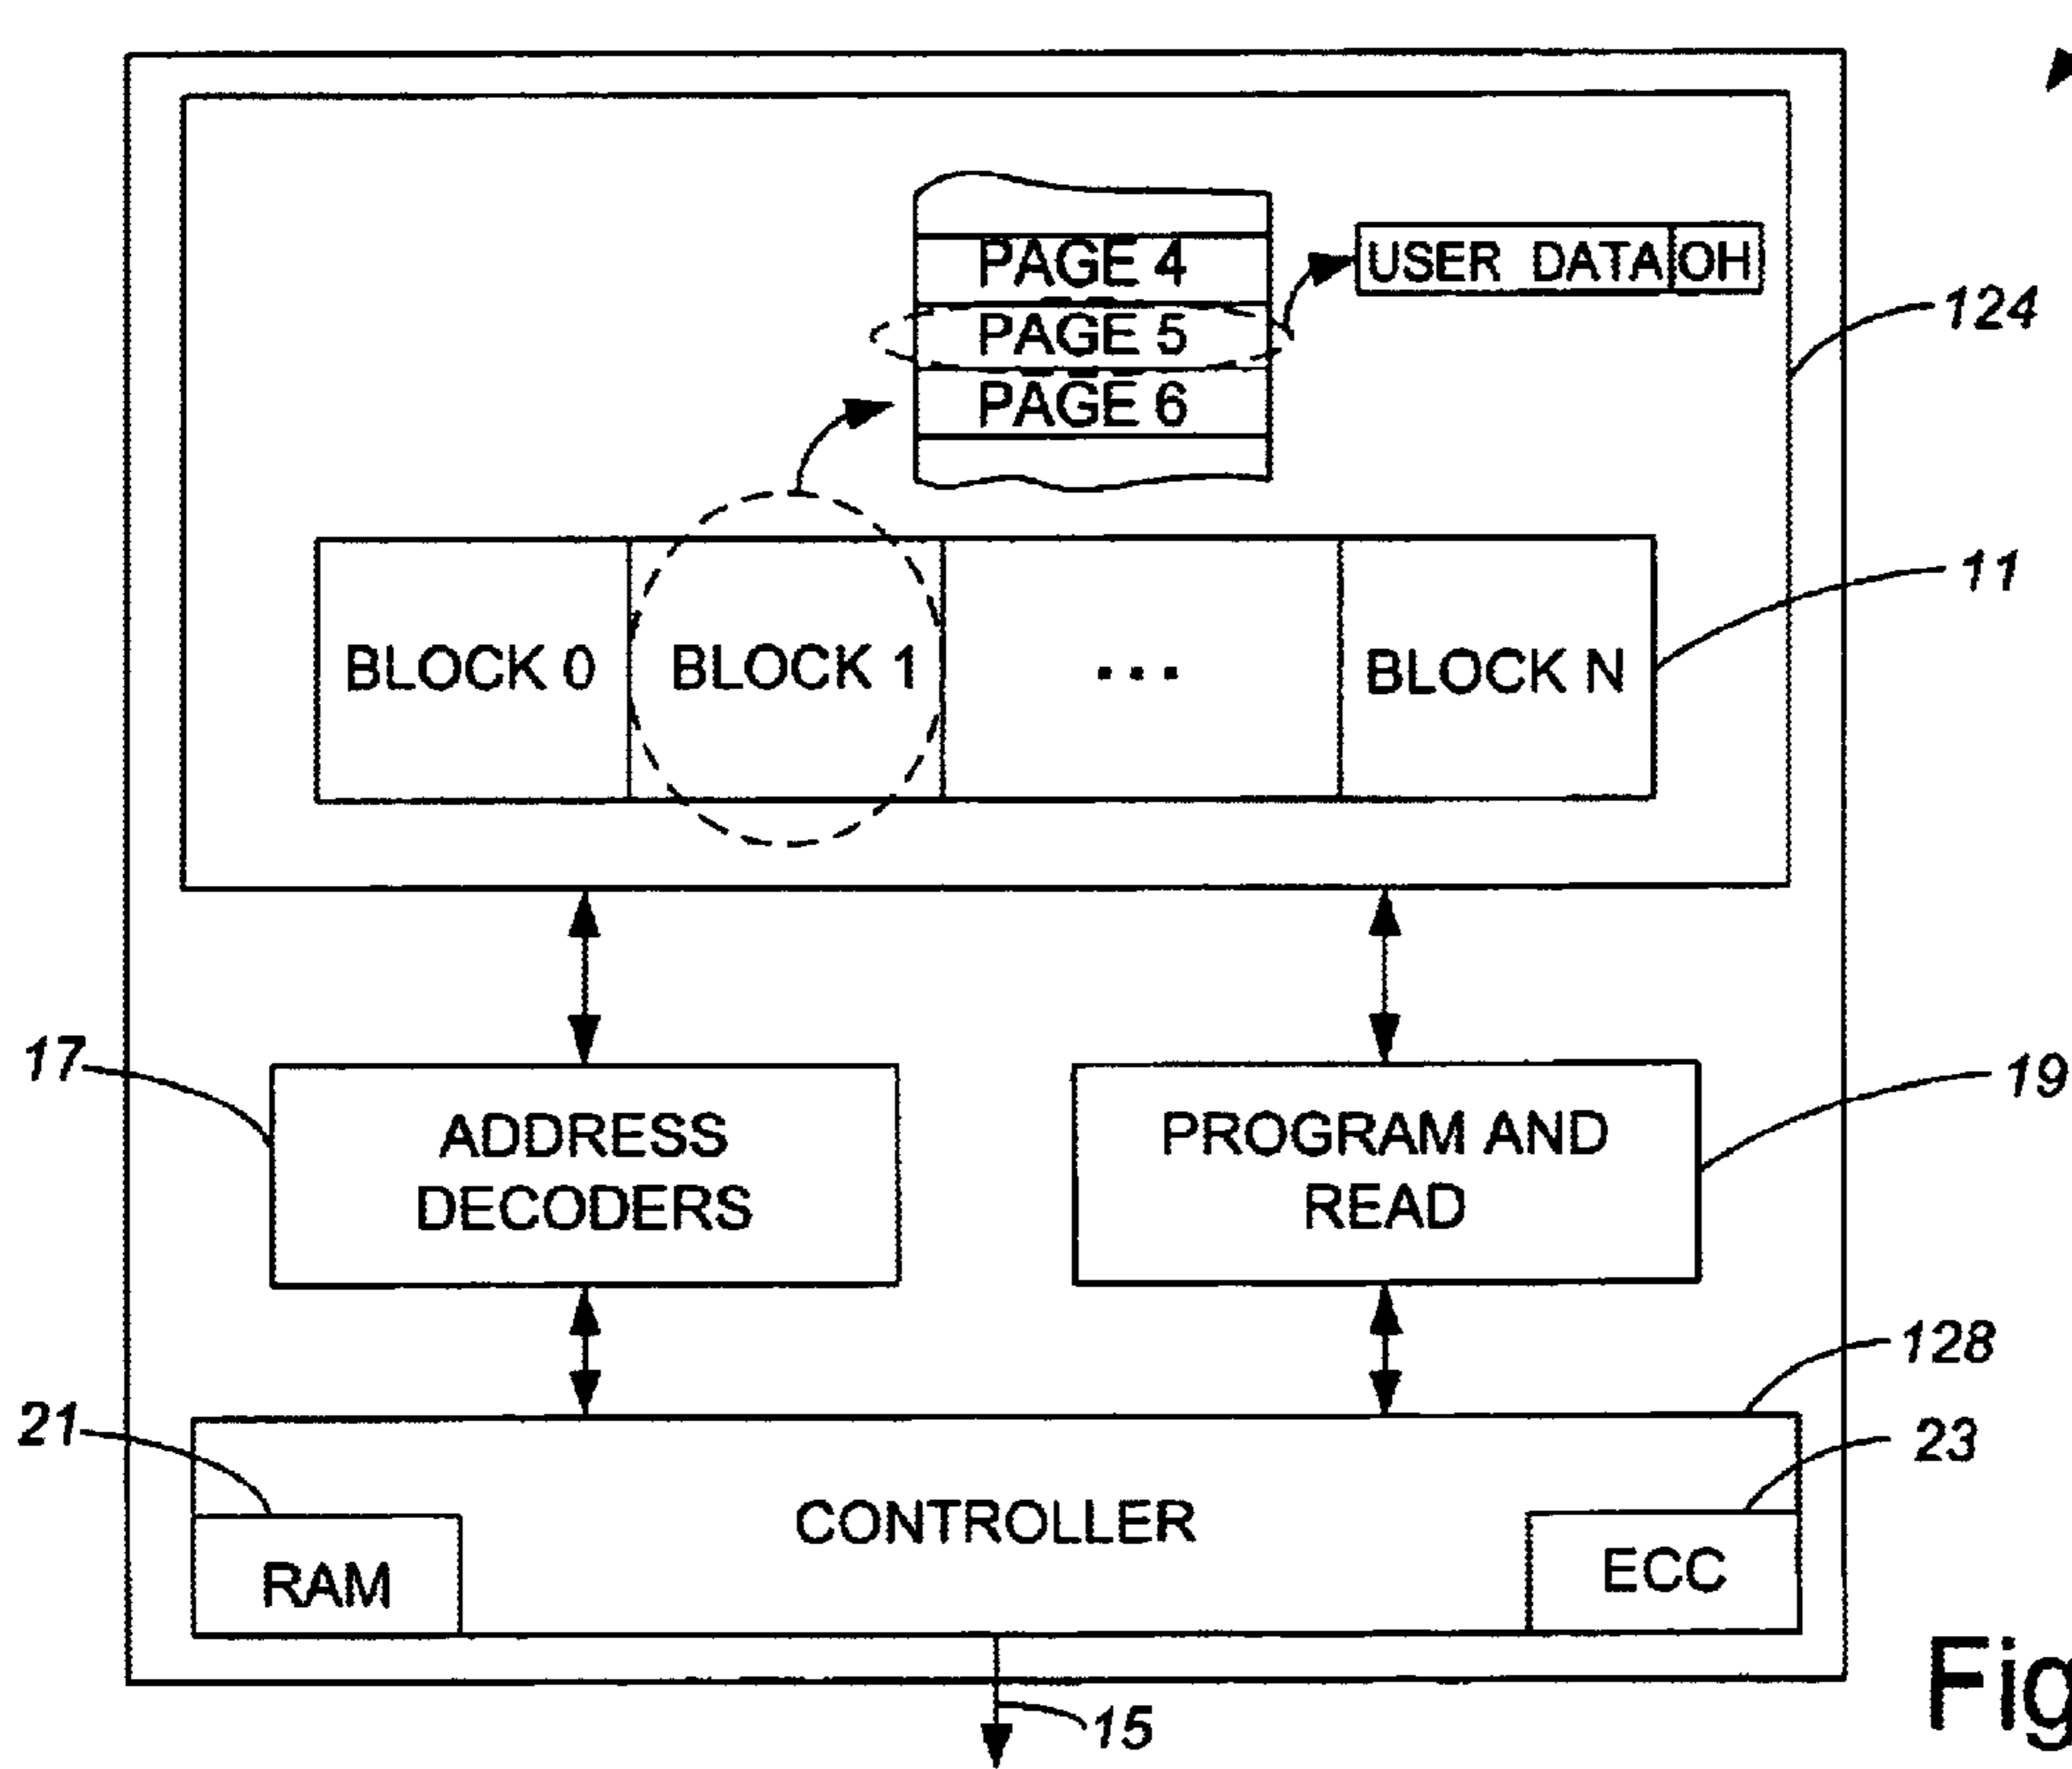 PAGE 4
USER DATA OH
124
PAGE 5
PAGE 6
11
BLOCK 0 BLOCK 1 ... BLOCK N
17
19
ADDRESS
DECODERS
PROGRAM AND
READ
128
21
23
CONTROLLER
RAM
ECC
15
Fig